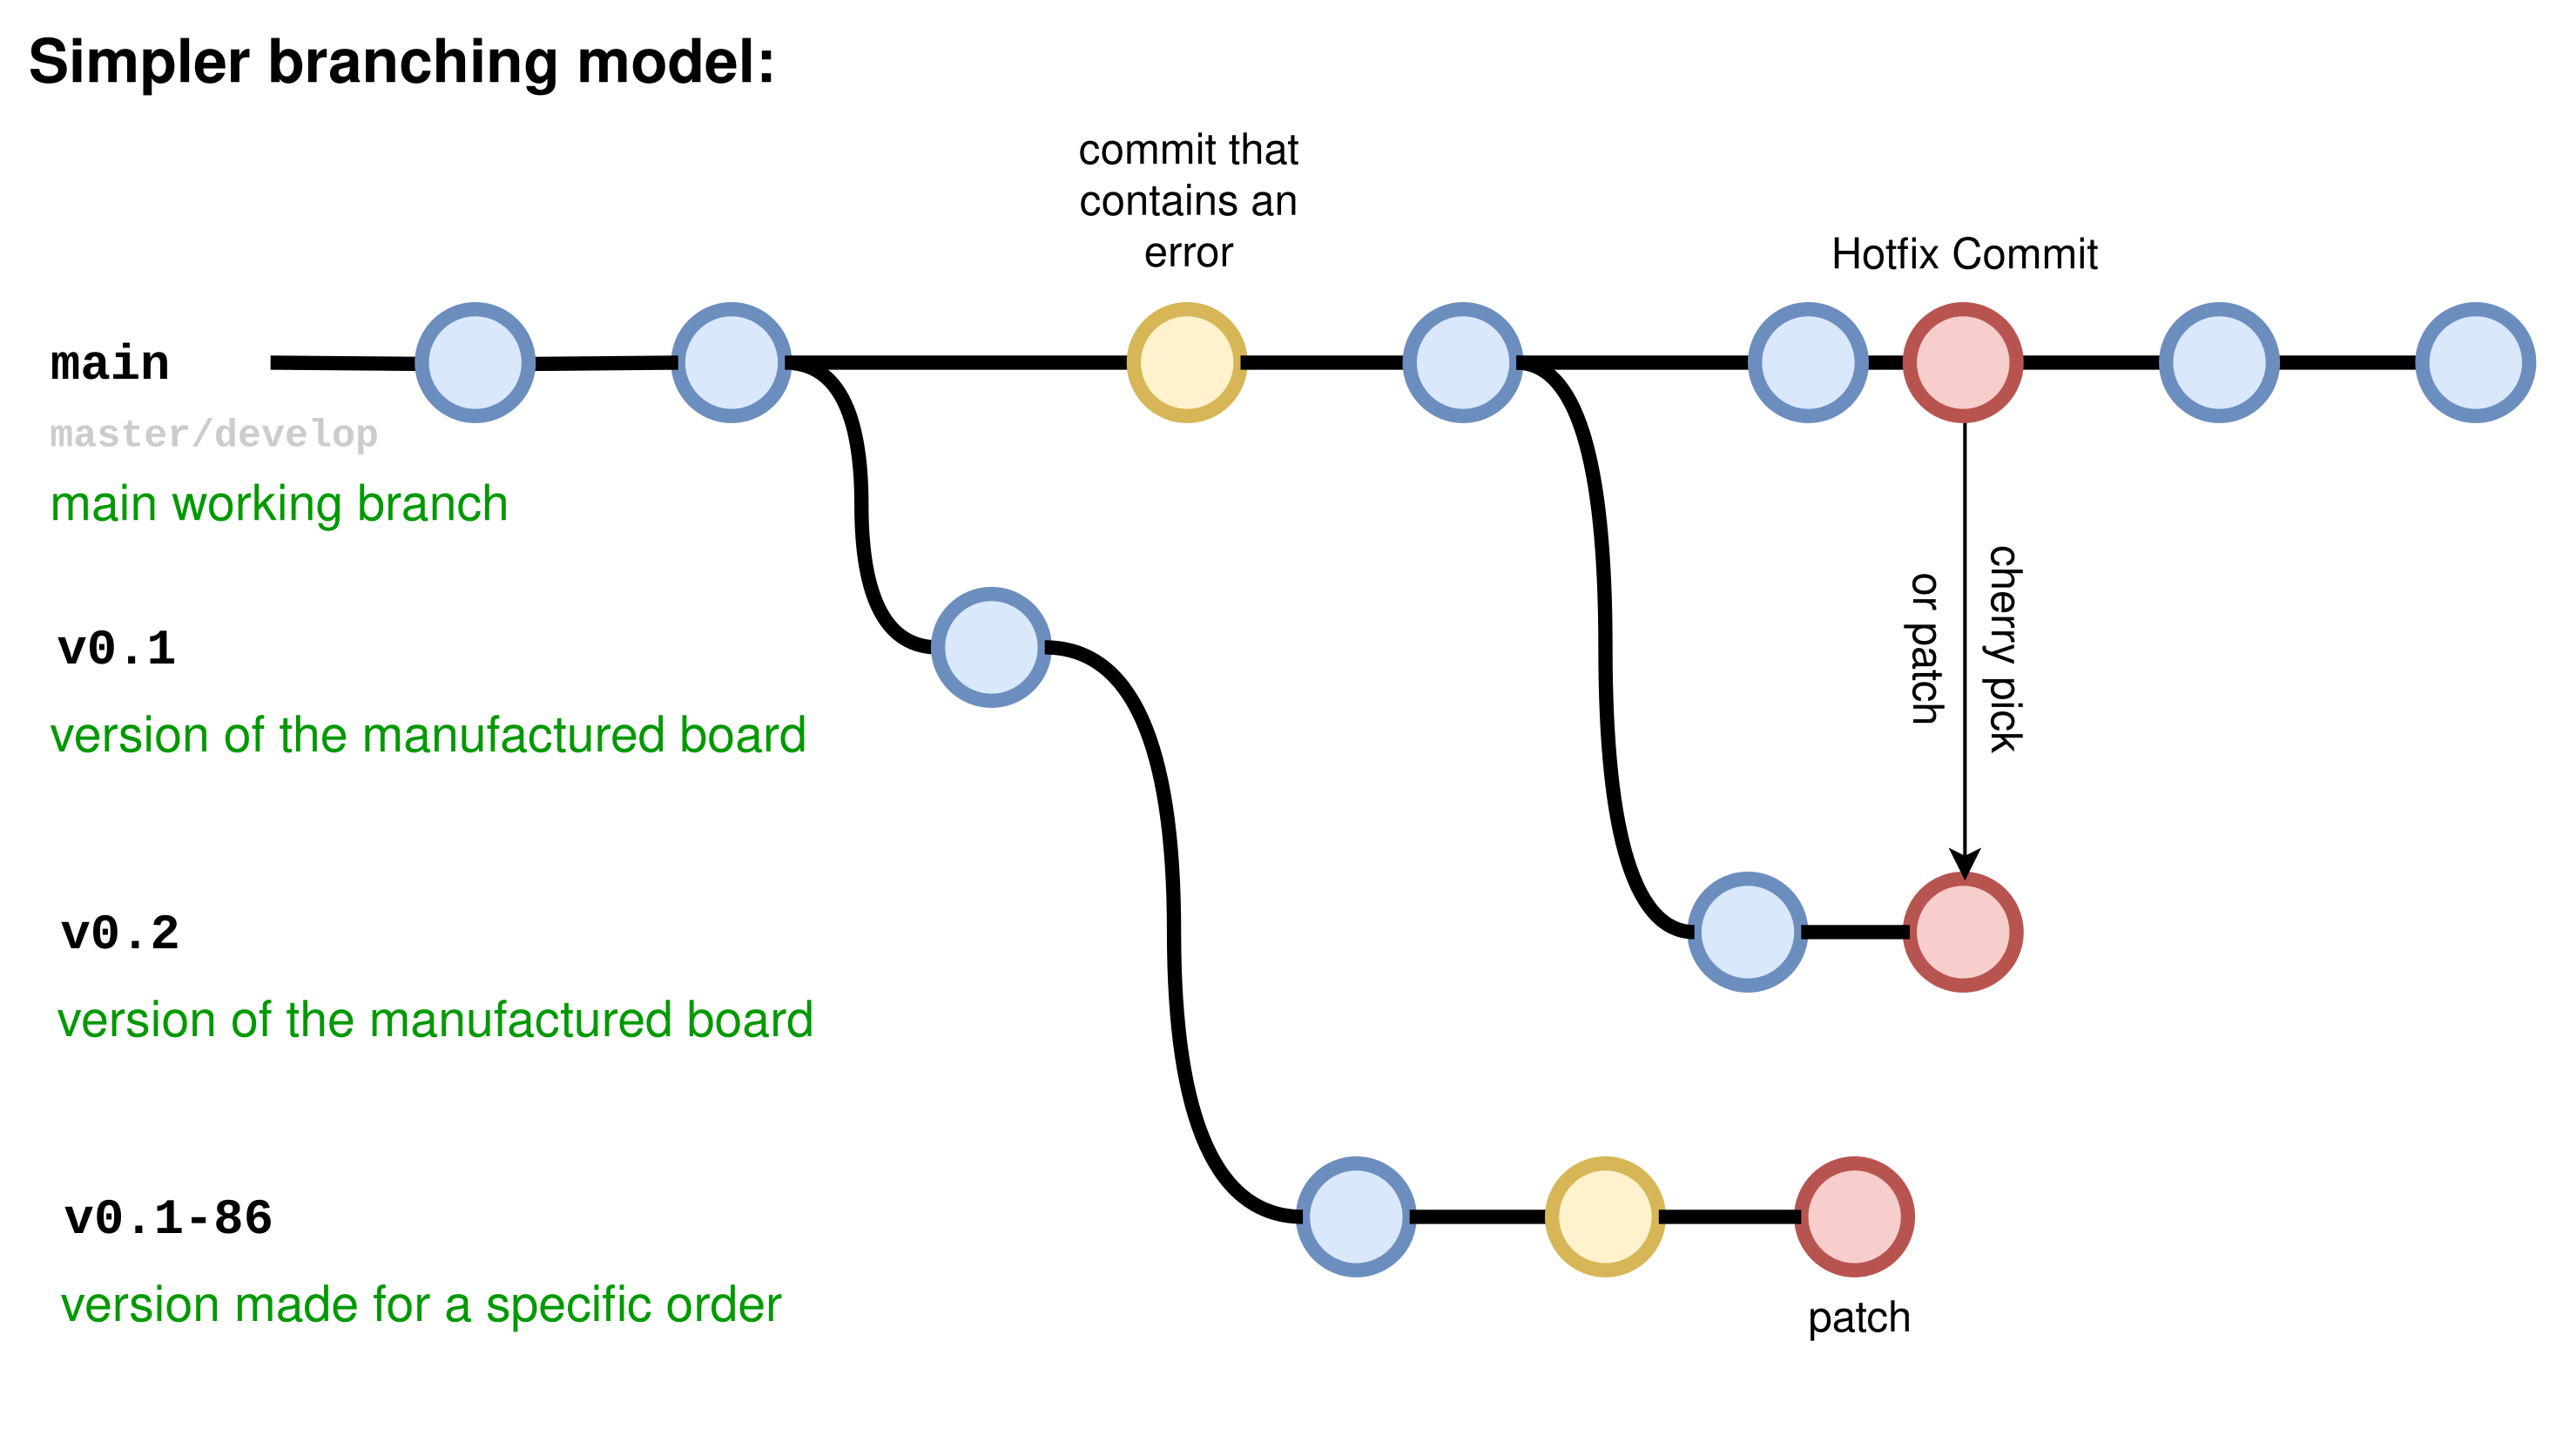 Simpler branching model:
commit that
contains an
error
Hotfix Commit
main
master/develop
main working branch
cherry pick
or patch
v0.1
version of the manufactured board
v0.2
version of the manufactured board
v0.1-86
version made for a specific order
patch